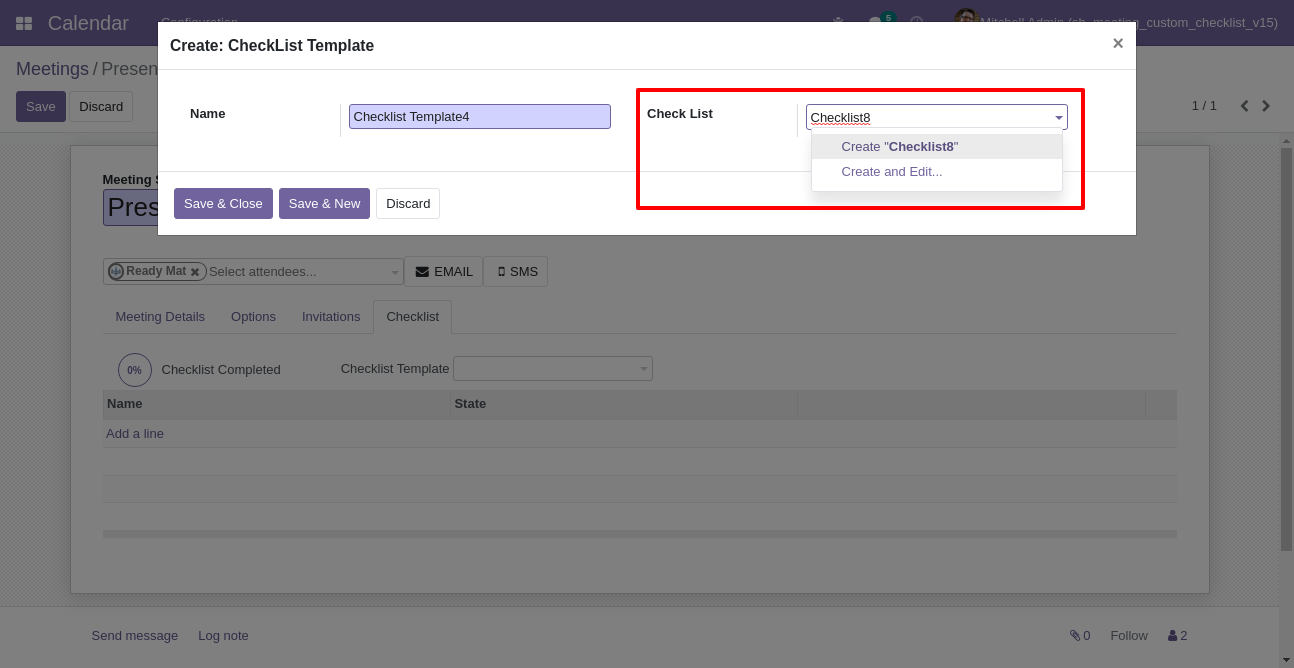 Calendar
Configuration
5
Mitchell Admin (sh_meeting_custom_checklist_v15)
Create: CheckList Template
×
Meetings / Presen
Save
Discard
1 / 1
Name
Checklist Template4
Check List
Checklist8
Create "Checklist8"
Create and Edit...
Save & Close
Save & New
Discard
Meeting S
Pres
Ready Mat
Select attendees...
EMAIL
SMS
Meeting Details
Options
Invitations
Checklist
0%
Checklist Completed
Checklist Template
Name
State
Add a line
Send message
Log note
0
Follow
2